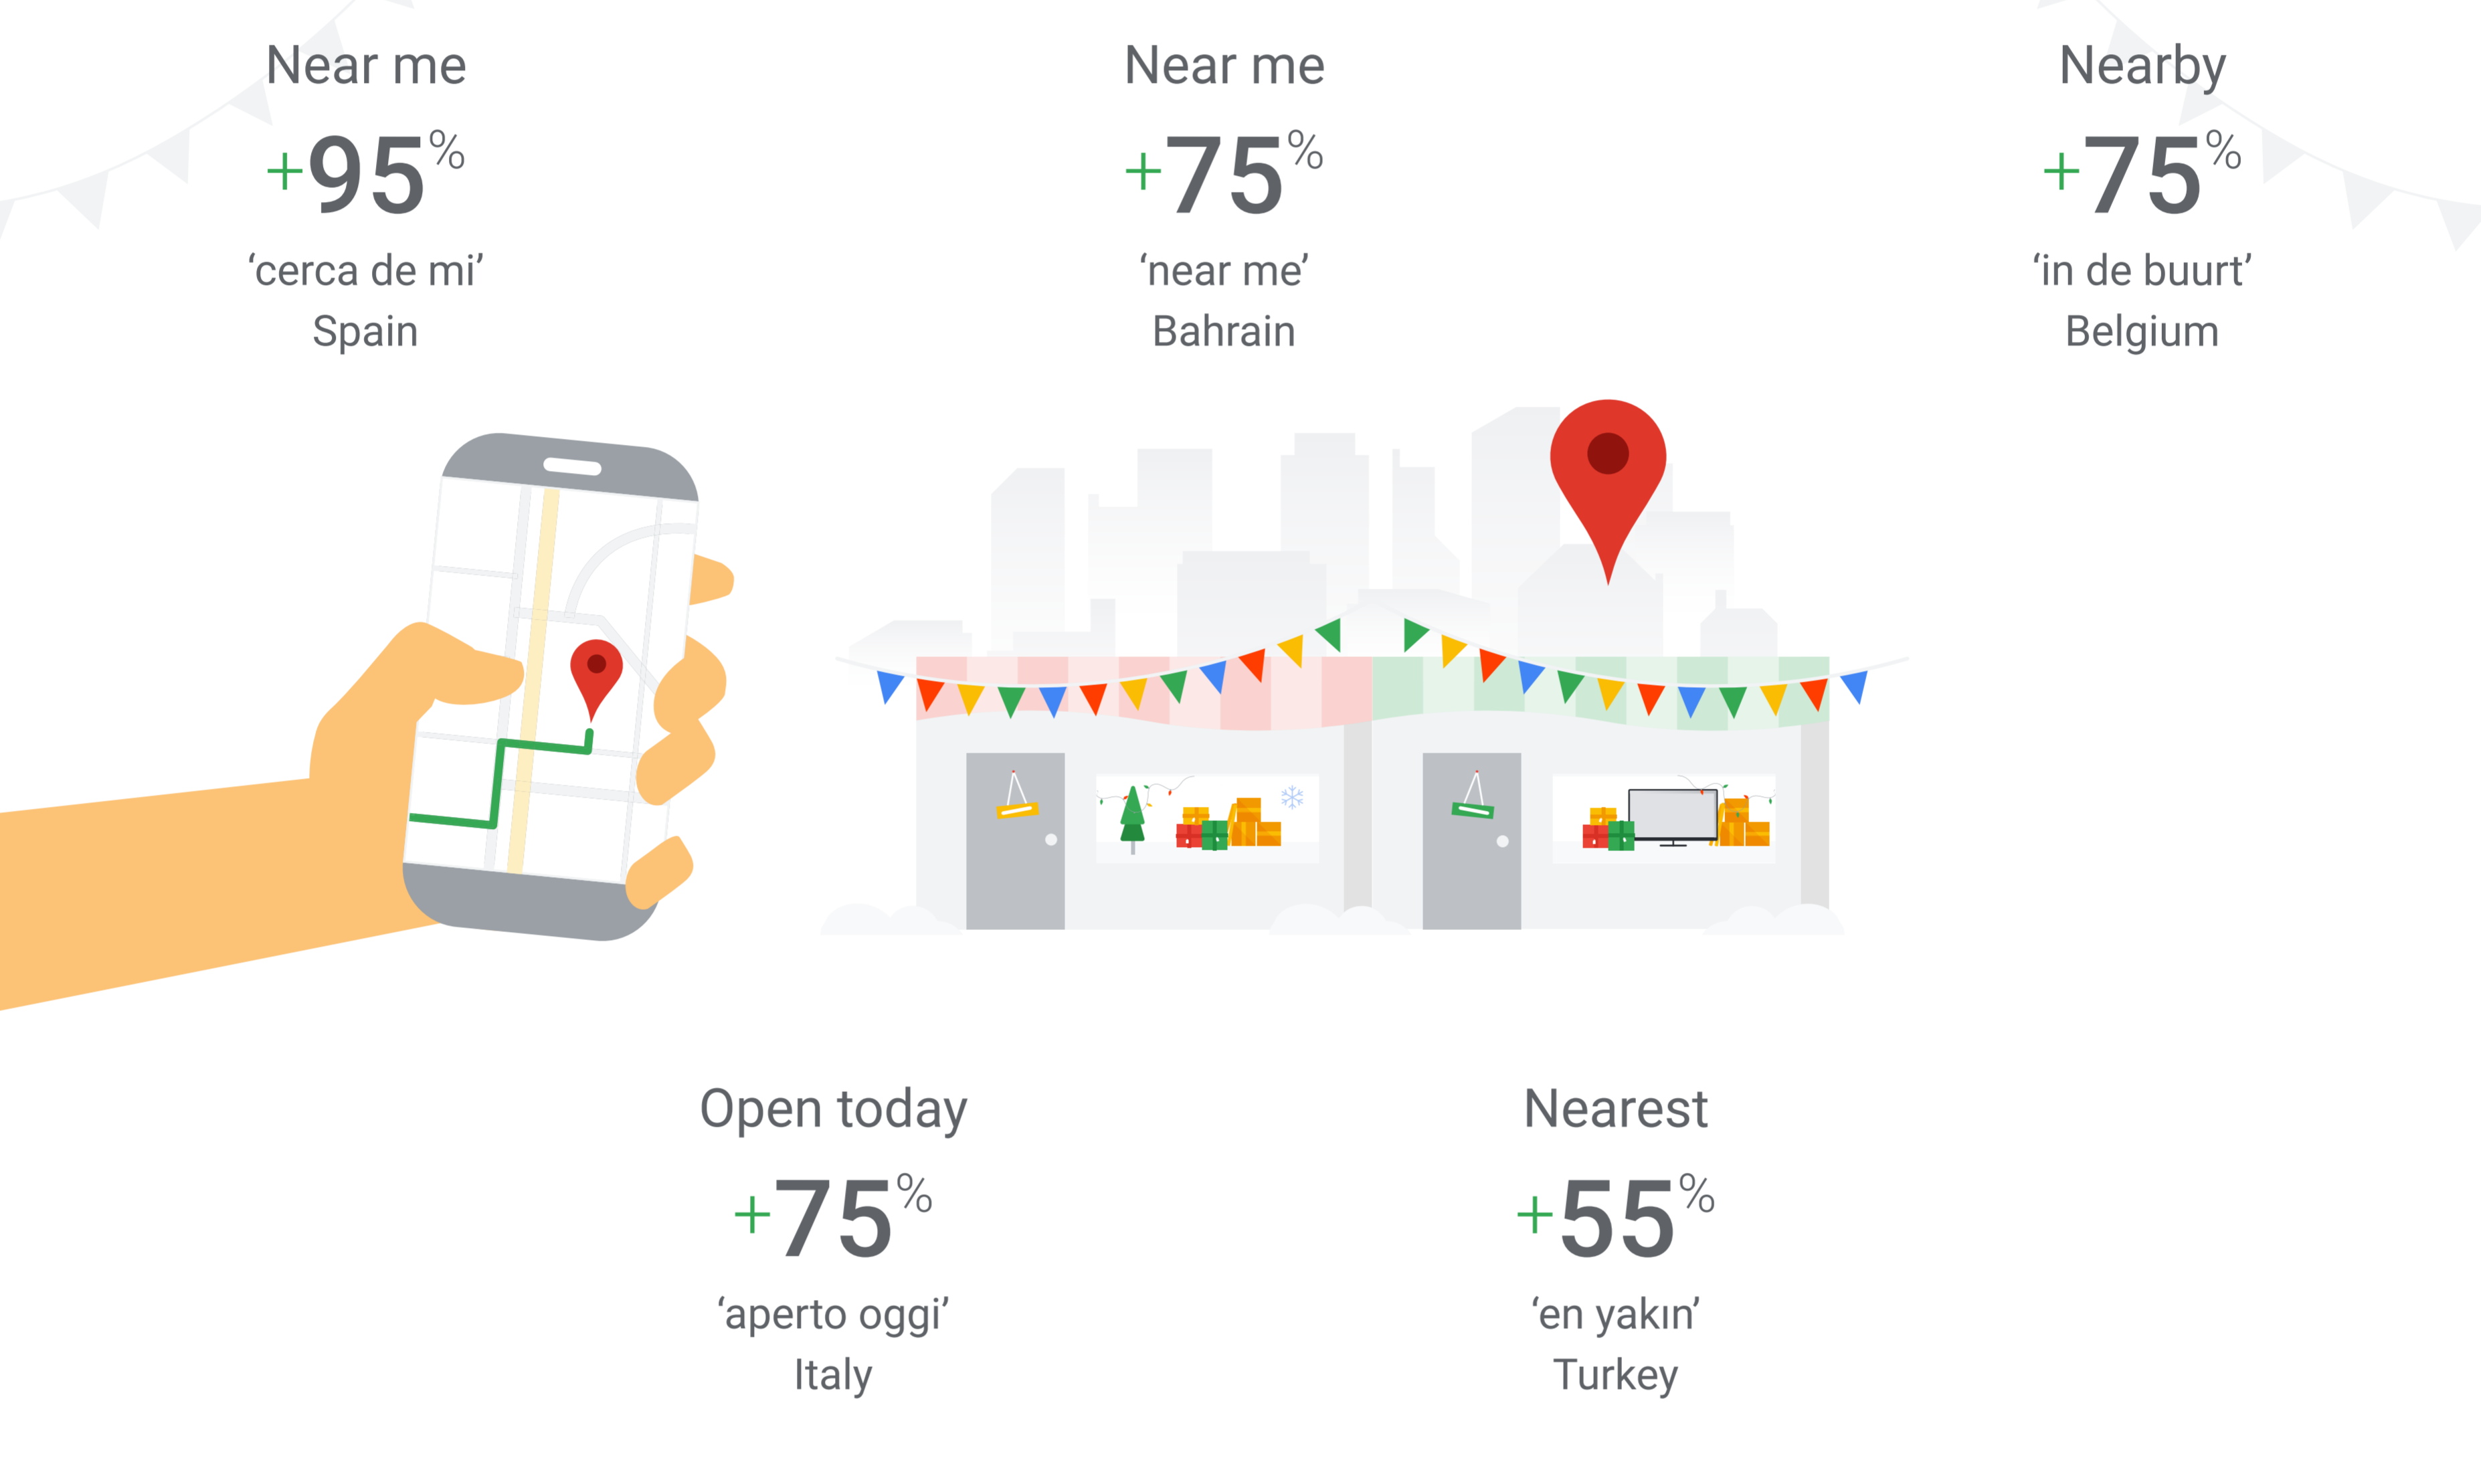 Near me
+95%
‘cerca de mi’
Spain
Near me
+75%
‘near me’
Bahrain
Nearby
+75%
‘in de buurt’
Belgium
Open today
+75%
‘aperto oggi’
Italy
Nearest
+55%
‘en yakın’
Turkey